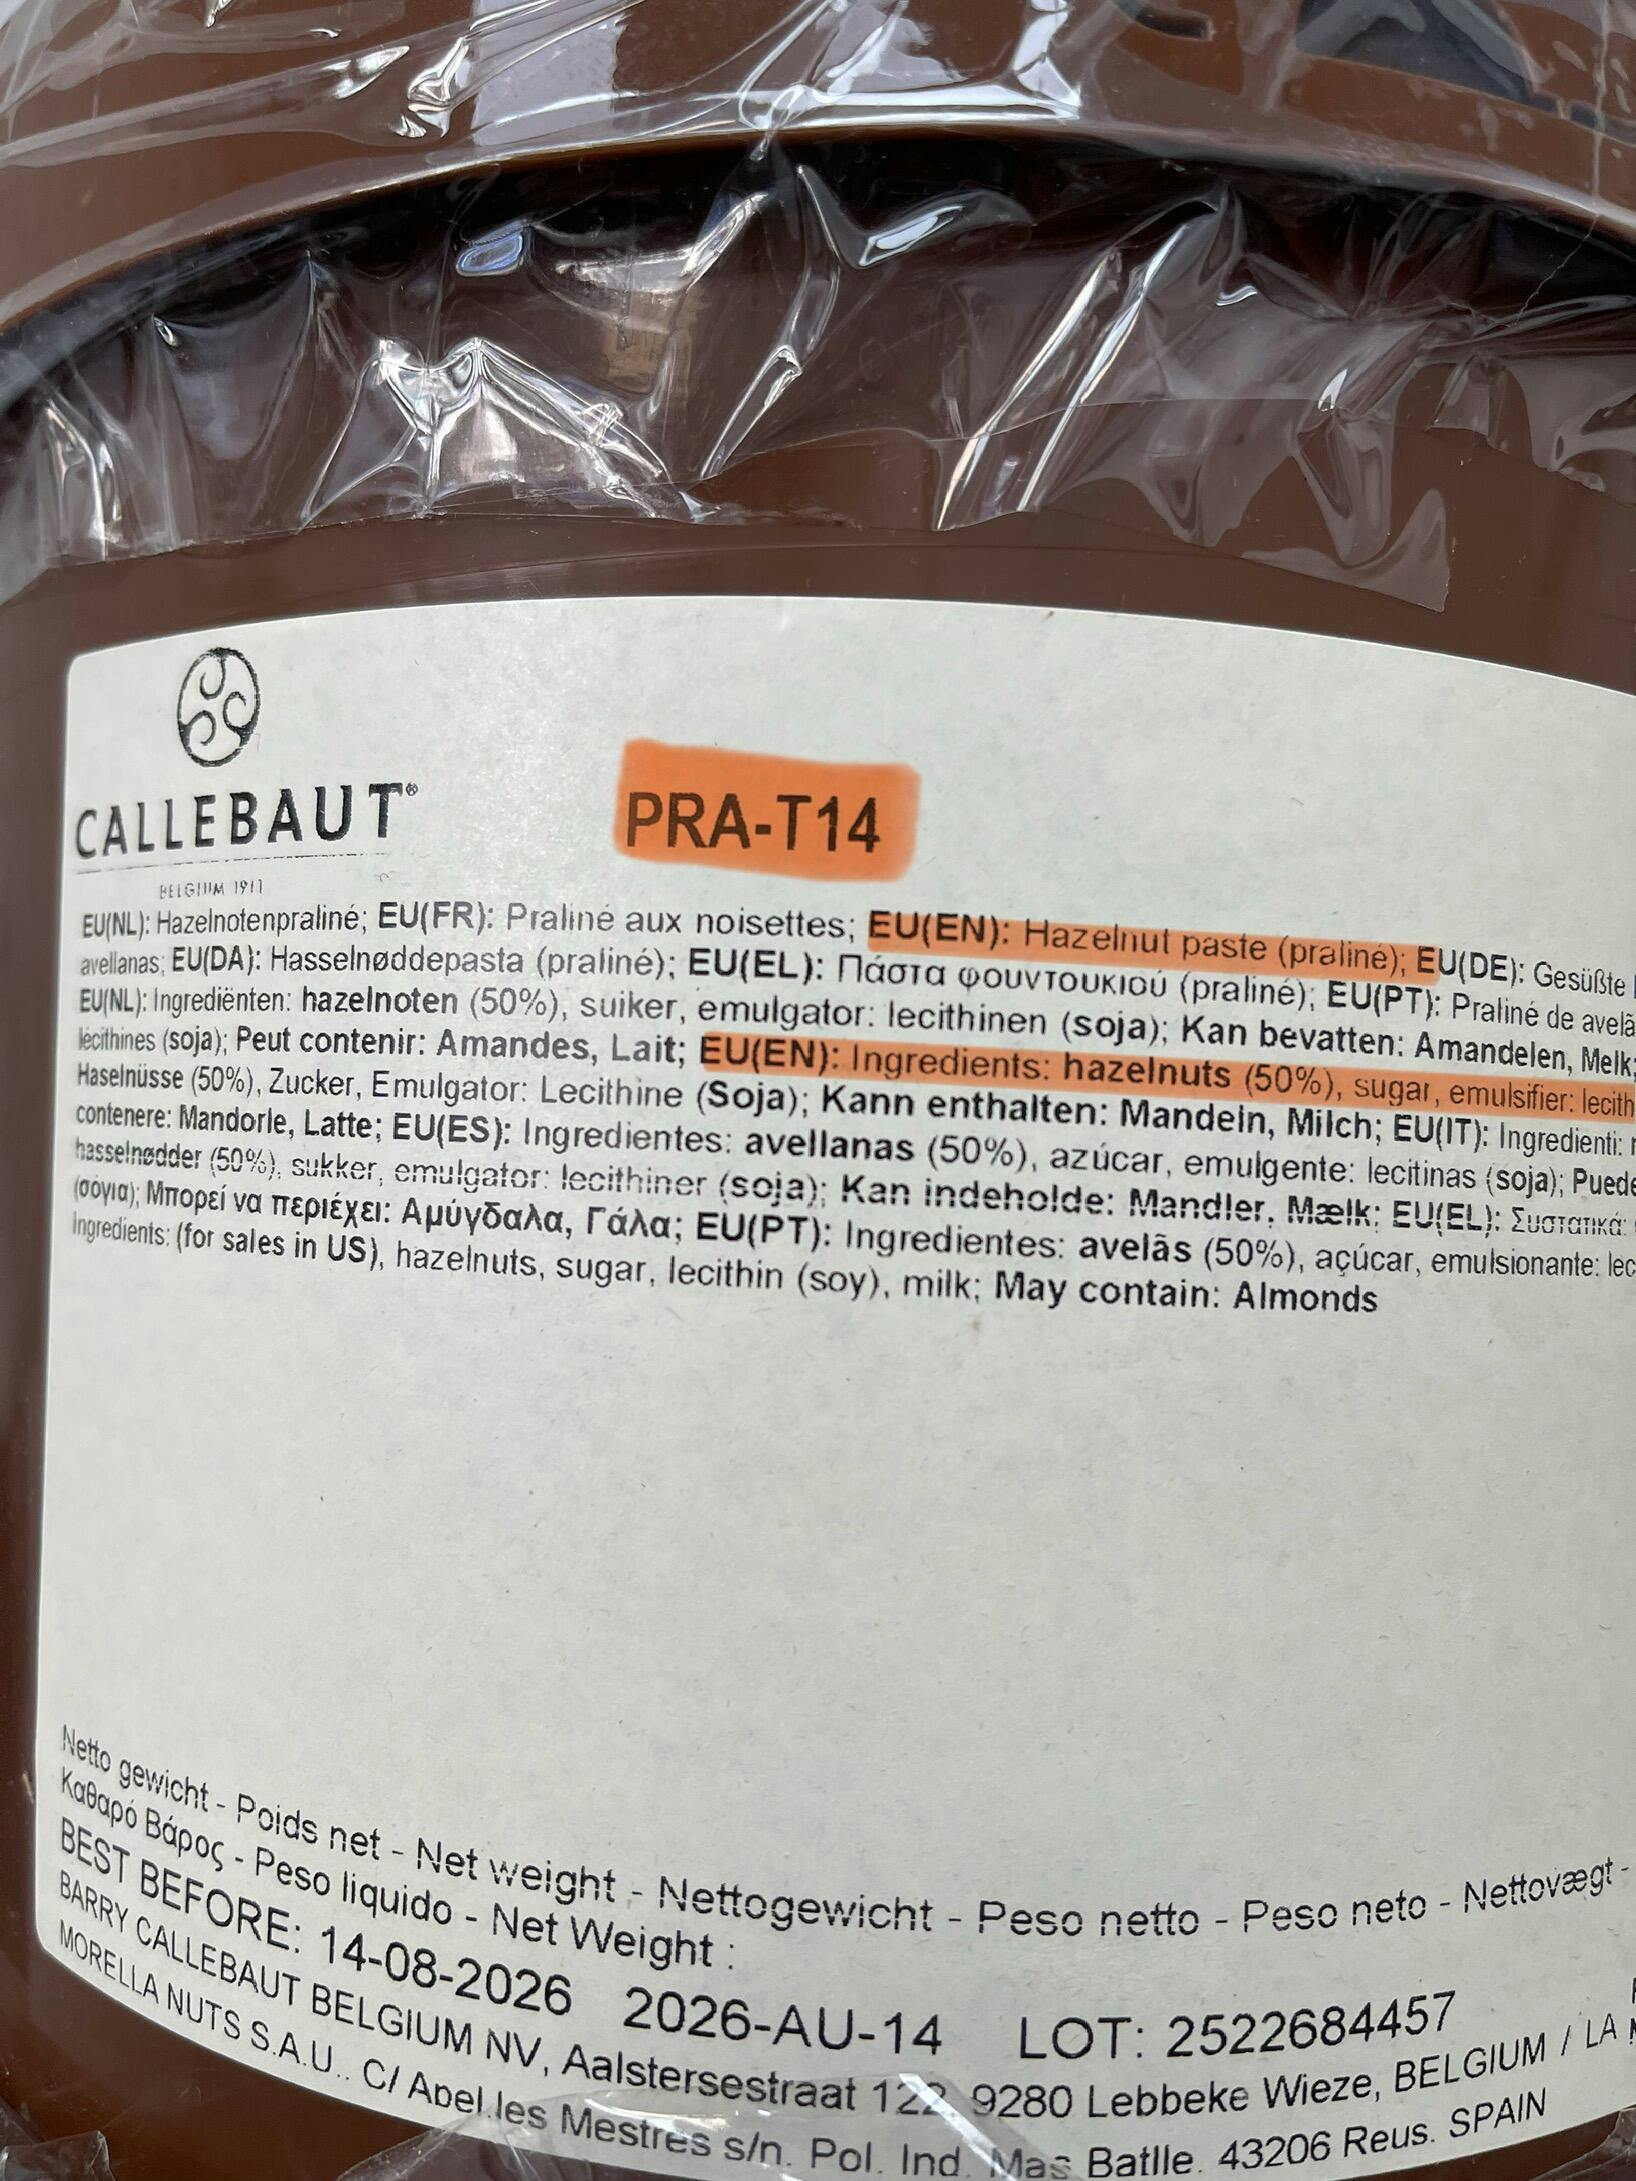 CALLEBAUT®
BELGIUM 1911
PRA-T14
EU(NL): Hazelnotenpraliné; EU(FR): Praliné aux noisettes; EU(EN): Hazelnut paste (praliné); EU(DE): Gesüßte
avellanas; EU(DA): Hasselnøddepasta (praliné); EU(EL): Πάστα φουντουκιού (praliné); EU(PT): Praliné de avelã
EU(NL): Ingrediënten: hazelnoten (50%), suiker, emulgator: lecithinen (soja); Kan bevatten: Amandelen, Melk;
lécithines (soja); Peut contenir: Amandes, Lait; EU(EN): Ingredients: hazelnuts (50%), sugar, emulsifier: lecith
Haselnüsse (50%), Zucker, Emulgator: Lecithine (Soja); Kann enthalten: Mandeln, Milch; EU(IT): Ingredienti:
contenere: Mandorle, Latte; EU(ES): Ingredientes: avellanas (50%), azúcar, emulgente: lecitinas (soja); Puede
hasselnødder (50%), sukker, emulgator: lecithiner (soja); Kan indeholde: Mandler, Mælk; EU(EL): Συστατικά:
(σόγια); Μπορεί να περιέχει: Αμύγδαλα, Γάλα; EU(PT): Ingredientes: avelãs (50%), açúcar, emulsionante: lec
Ingredients: (for sales in US), hazelnuts, sugar, lecithin (soy), milk; May contain: Almonds
Netto gewicht - Poids net - Net weight - Nettogewicht - Peso netto - Peso neto - Nettovægt -
Καθαρό Βάρος - Peso liquido - Net Weight :
BEST BEFORE: 14-08-2026 2026-AU-14 LOT: 2522684457
BARRY CALLEBAUT BELGIUM NV, Aalstersestraat 122, 9280 Lebbeke Wieze, BELGIUM / LA
MORELLA NUTS S.A.U.. C/ Apel.les Mestres s/n. Pol. Ind. Mas Batlle. 43206 Reus. SPAIN